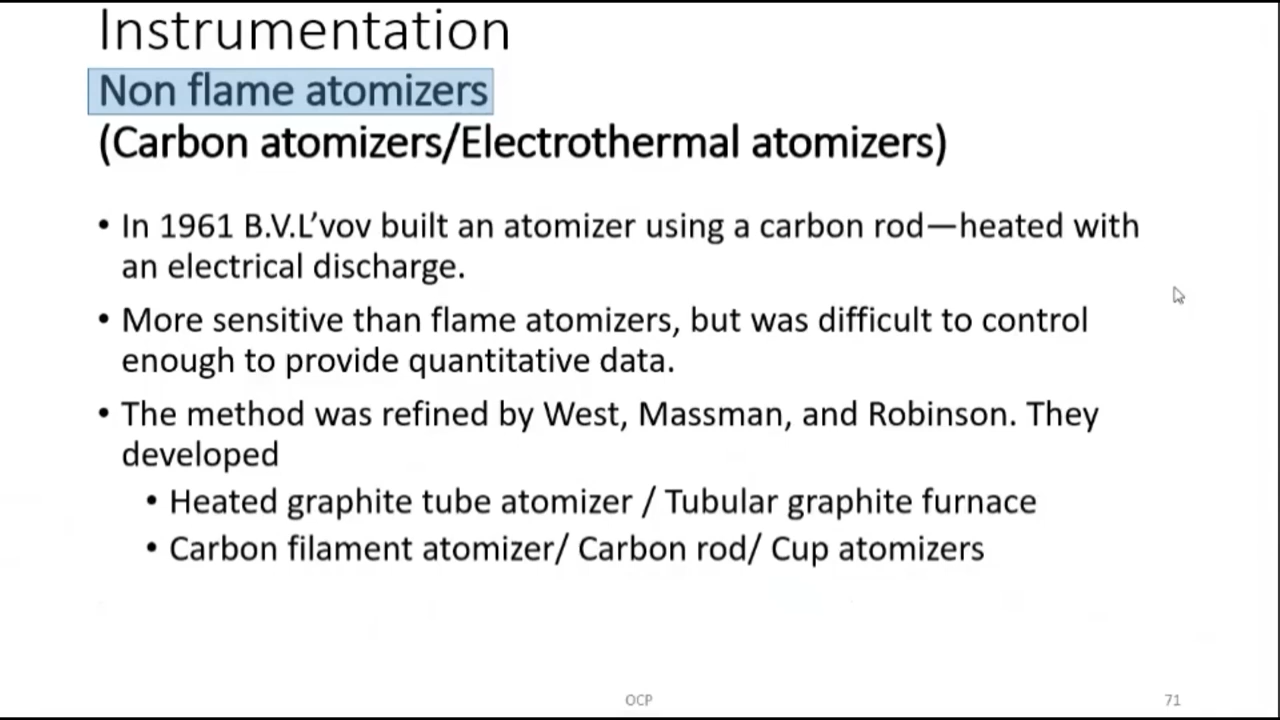 Instrumentation
Non flame atomizers
(Carbon atomizers/Electrothermal atomizers)
• In 1961 B.V.L’vov built an atomizer using a carbon rod—heated with
an electrical discharge.
• More sensitive than flame atomizers, but was difficult to control
enough to provide quantitative data.
• The method was refined by West, Massman, and Robinson. They
developed
• Heated graphite tube atomizer / Tubular graphite furnace
• Carbon filament atomizer/ Carbon rod/ Cup atomizers
OCP
71